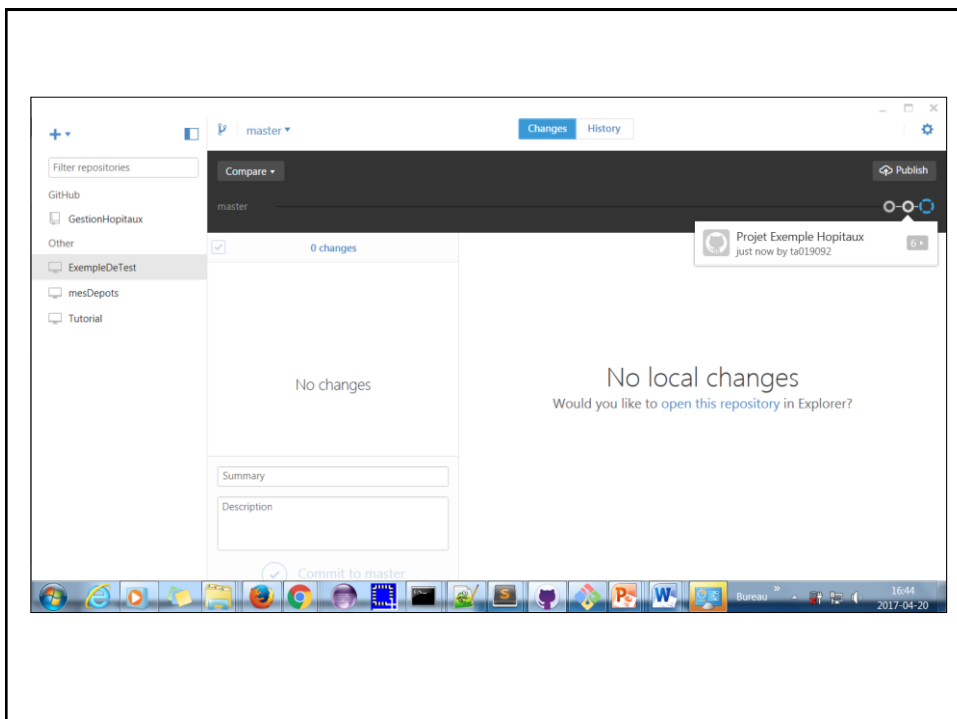 master
Changes
History
Filter repositories
GitHub
GestionHopitaux
Other
ExempleDeTest
mesDepots
Tutorial
Compare
Publish
master
Projet Exemple Hopitaux
just now by ta019092
6
0 changes
No changes
No local changes
Would you like to open this repository in Explorer?
Summary
Description
Commit to master
Bureau
16:44
2017-04-20